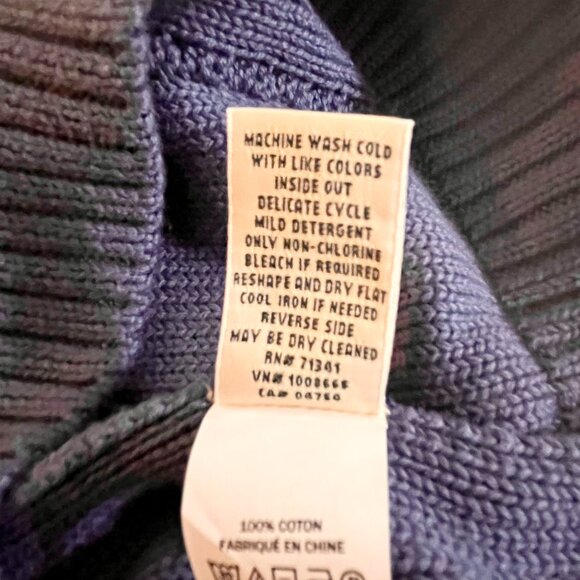 MACHINE WASH COLD
WITH LIKE COLORS
INSIDE OUT
DELICATE CYCLE
MILD DETERGENT
ONLY NON-CHLORINE
BLEACH IF REQUIRED
RESHAPE AND DRY FLAT
COOL IRON IF NEEDED
REVERSE SIDE
MAY BE DRY CLEANED
RN# 71341
VN#
CA#
100% COTON
FABRIQUÉ EN CHINE